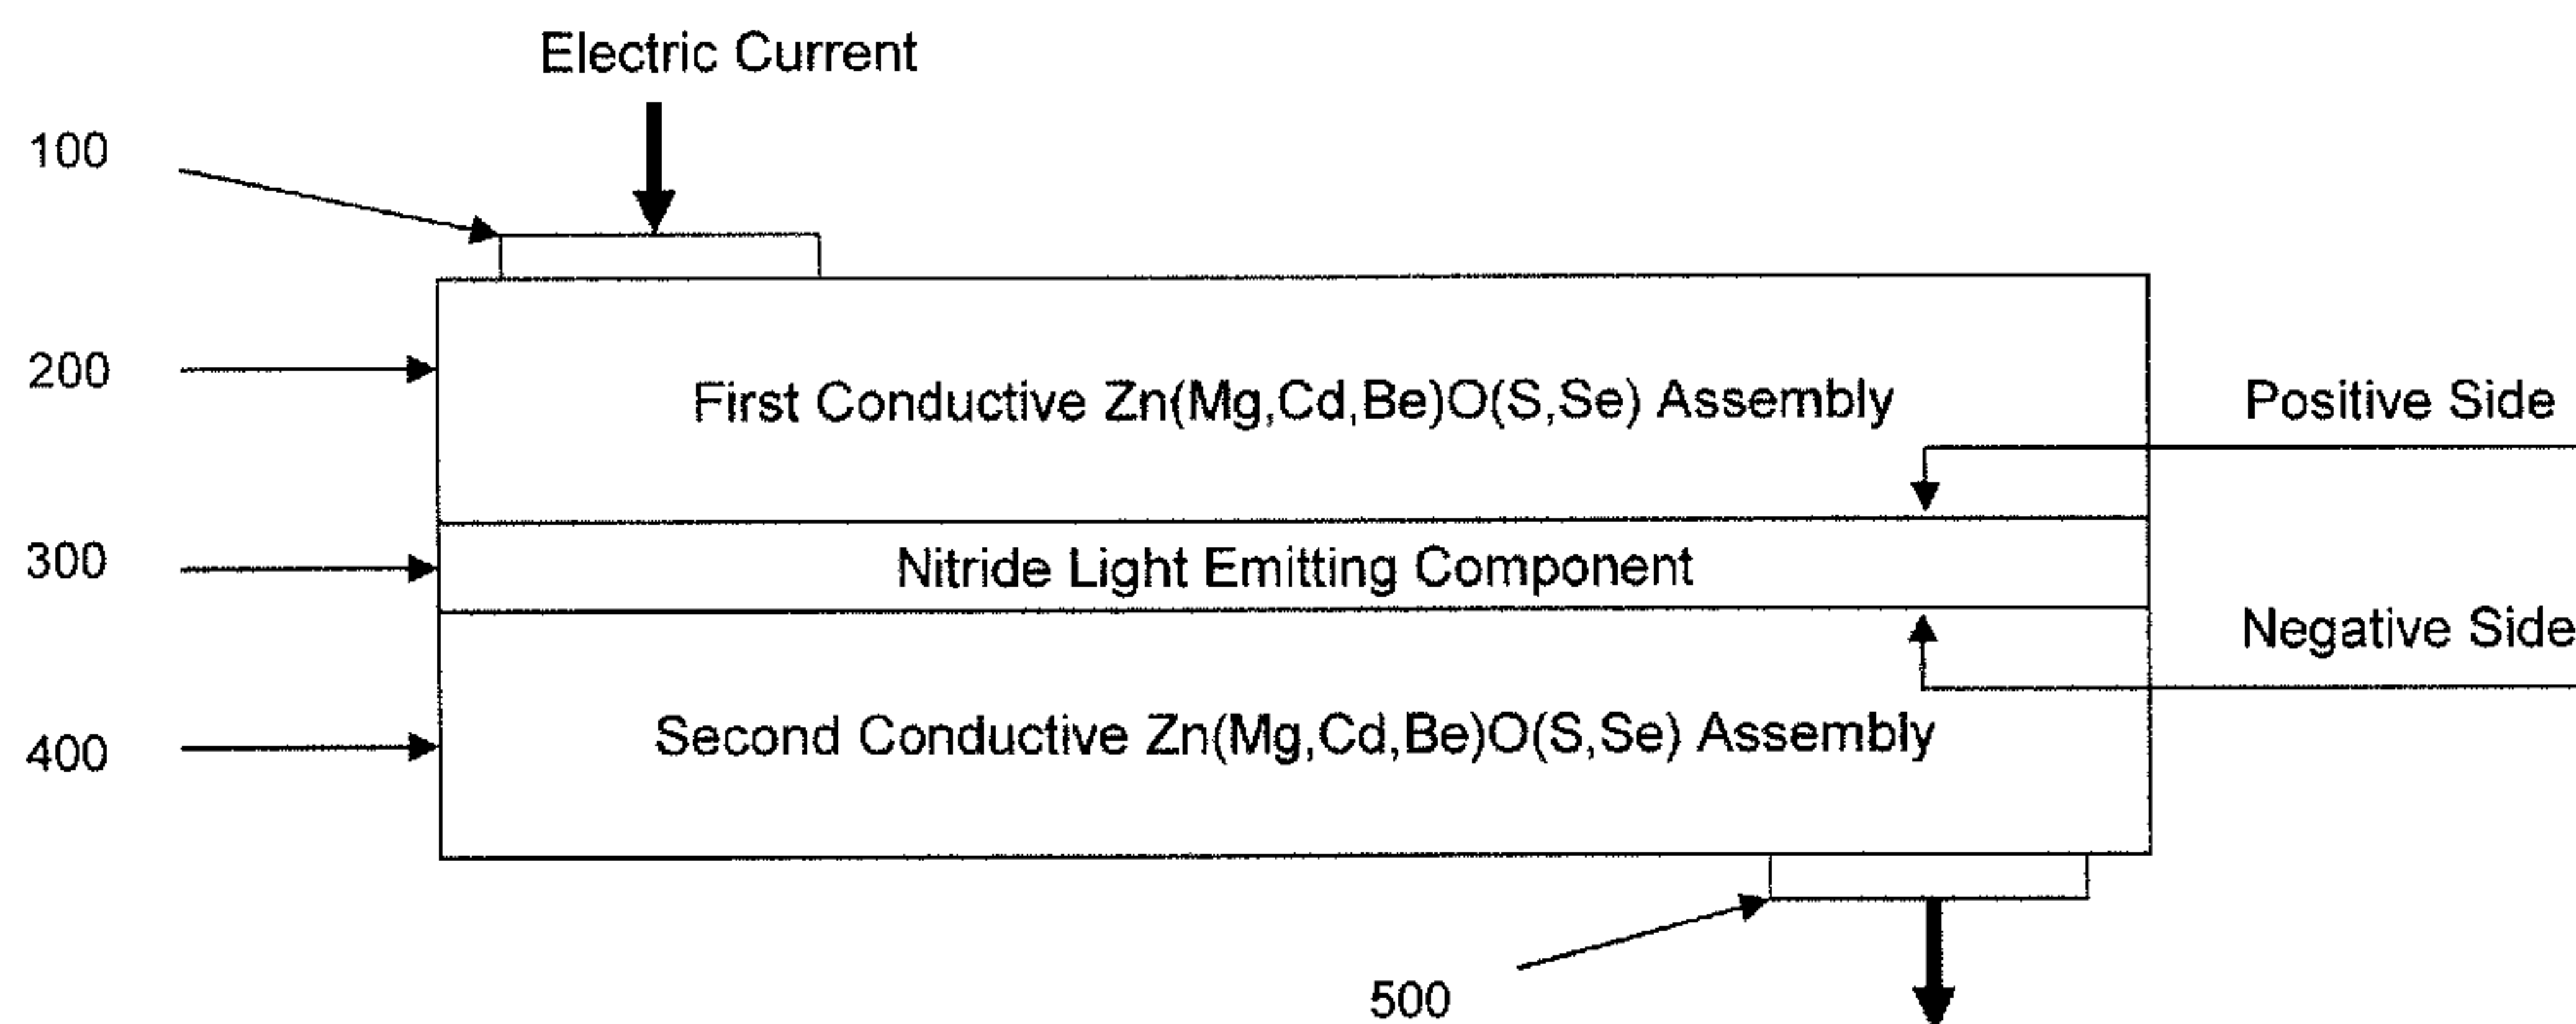 Electric Current
100
200
First Conductive Zn(Mg,Cd,Be)O(S,Se) Assembly
Positive Side
300
Nitride Light Emitting Component
Negative Side
400
Second Conductive Zn(Mg,Cd,Be)O(S,Se) Assembly
500